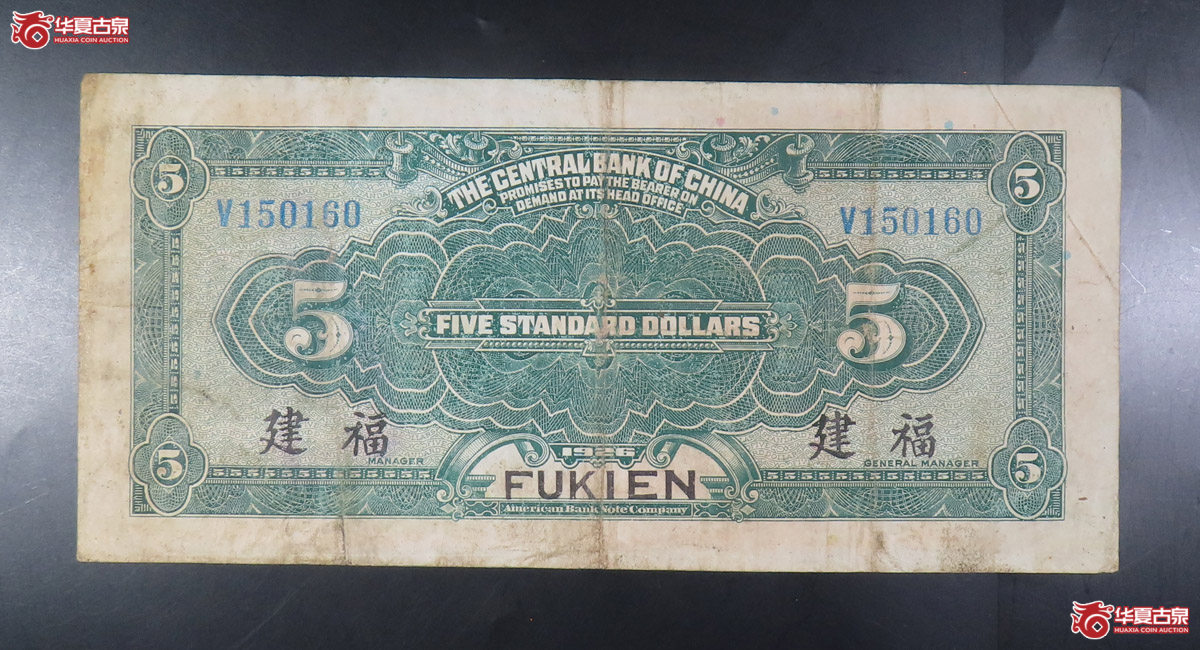 华夏古泉
HUAXIA COIN AUCTION
5
5
THE CENTRAL BANK OF CHINA
PROMISES TO PAY THE BEARER ON
DEMAND AT ITS HEAD OFFICE
V150160
V150160
5
FIVE STANDARD DOLLARS
5
建 福
建 福
MANAGER
GENERAL MANAGER
5
5
1926
FUKIEN
American Bank Note Company
华夏古泉
HUAXIA COIN AUCTION